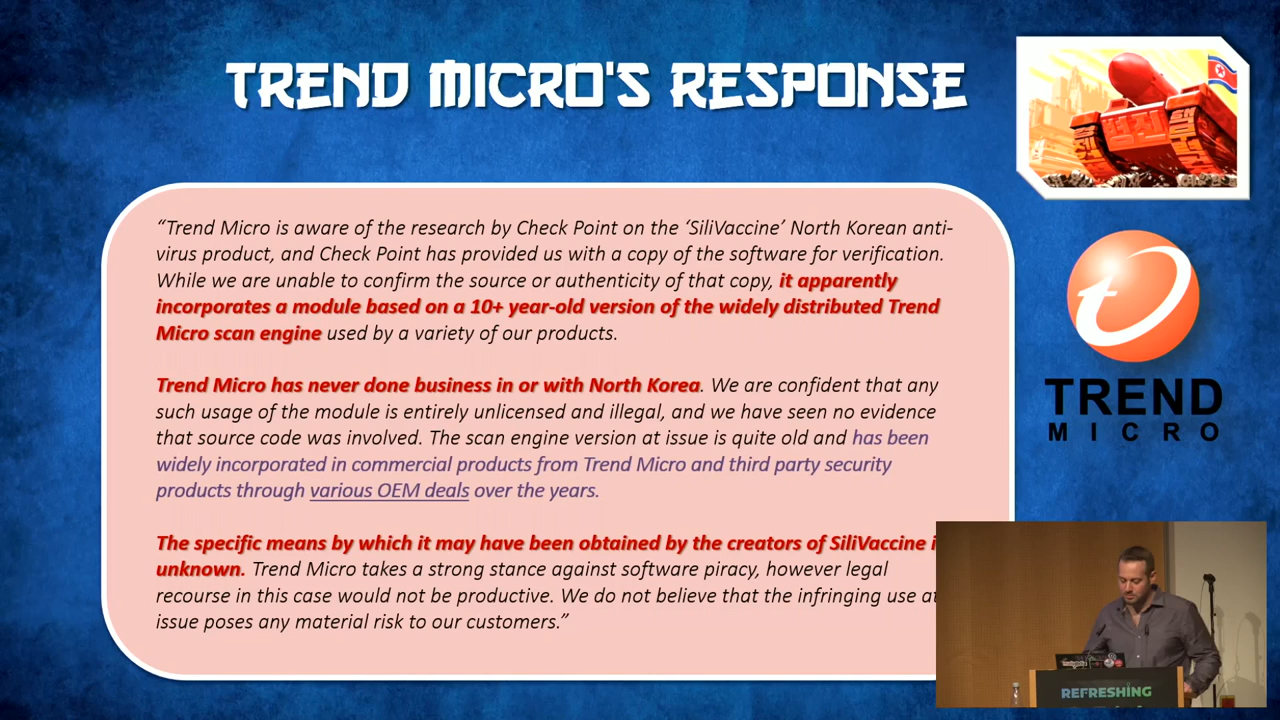 TREND MICRO'S RESPONSE
“Trend Micro is aware of the research by Check Point on the ‘SiliVaccine’ North Korean anti-
virus product, and Check Point has provided us with a copy of the software for verification.
While we are unable to confirm the source or authenticity of that copy, it apparently
incorporates a module based on a 10+ year-old version of the widely distributed Trend
Micro scan engine used by a variety of our products.
Trend Micro has never done business in or with North Korea. We are confident that any
such usage of the module is entirely unlicensed and illegal, and we have seen no evidence
that source code was involved. The scan engine version at issue is quite old and has been
widely incorporated in commercial products from Trend Micro and third party security
products through various OEM deals over the years.
The specific means by which it may have been obtained by the creators of SiliVaccine
unknown. Trend Micro takes a strong stance against software piracy, however legal
recourse in this case would not be productive. We do not believe that the infringing use at
issue poses any material risk to our customers.”
TREND
MICRO
REFRESHING